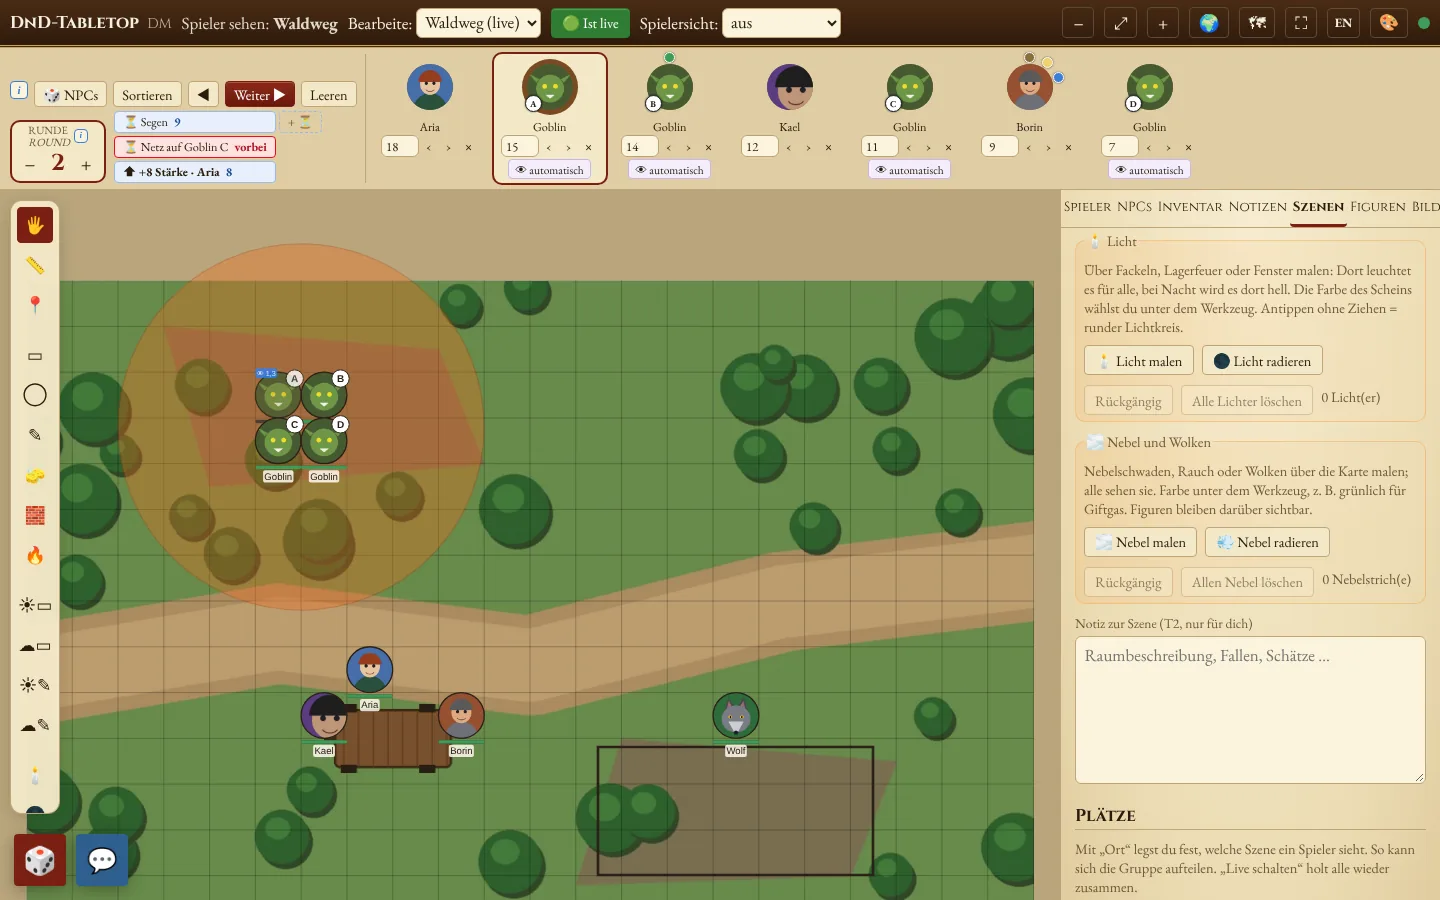 DnD-Tabletop DM Spieler sehen: Waldweg Bearbeite: Waldweg (live) Ist live Spielersicht: aus EN
i NPCs Sortieren ◀ Weiter ▶ Leeren
RUNDE
ROUND i
− 2 +
Segen 9 +
Netz auf Goblin C vorbei
+8 Stärke · Aria 8
Aria
18 ‹ › ×
A
Goblin
15 ‹ › ×
automatisch
B
Goblin
14 ‹ › ×
automatisch
Kael
12 ‹ › ×
C
Goblin
11 ‹ › ×
automatisch
Borin
9 ‹ › ×
D
Goblin
7 ‹ › ×
automatisch
1,3 A B
C D
Goblin Goblin
Aria
Kael Borin
Wolf
Spieler NPCs Inventar Notizen Szenen Figuren Bild
Licht
Über Fackeln, Lagerfeuer oder Fenster malen: Dort leuchtet
es für alle, bei Nacht wird es dort hell. Die Farbe des Scheins
wählst du unter dem Werkzeug. Antippen ohne Ziehen =
runder Lichtkreis.
Licht malen Licht radieren
Rückgängig Alle Lichter löschen 0 Licht(er)
Nebel und Wolken
Nebelschwaden, Rauch oder Wolken über die Karte malen;
alle sehen sie. Farbe unter dem Werkzeug, z. B. grünlich für
Giftgas. Figuren bleiben darüber sichtbar.
Nebel malen Nebel radieren
Rückgängig Allen Nebel löschen 0 Nebelstrich(e)
Notiz zur Szene (T2, nur für dich)
Raumbeschreibung, Fallen, Schätze ...
Plätze
Mit „Ort“ legst du fest, welche Szene ein Spieler sieht. So kann
sich die Gruppe aufteilen. „Live schalten“ holt alle wieder
zusammen.